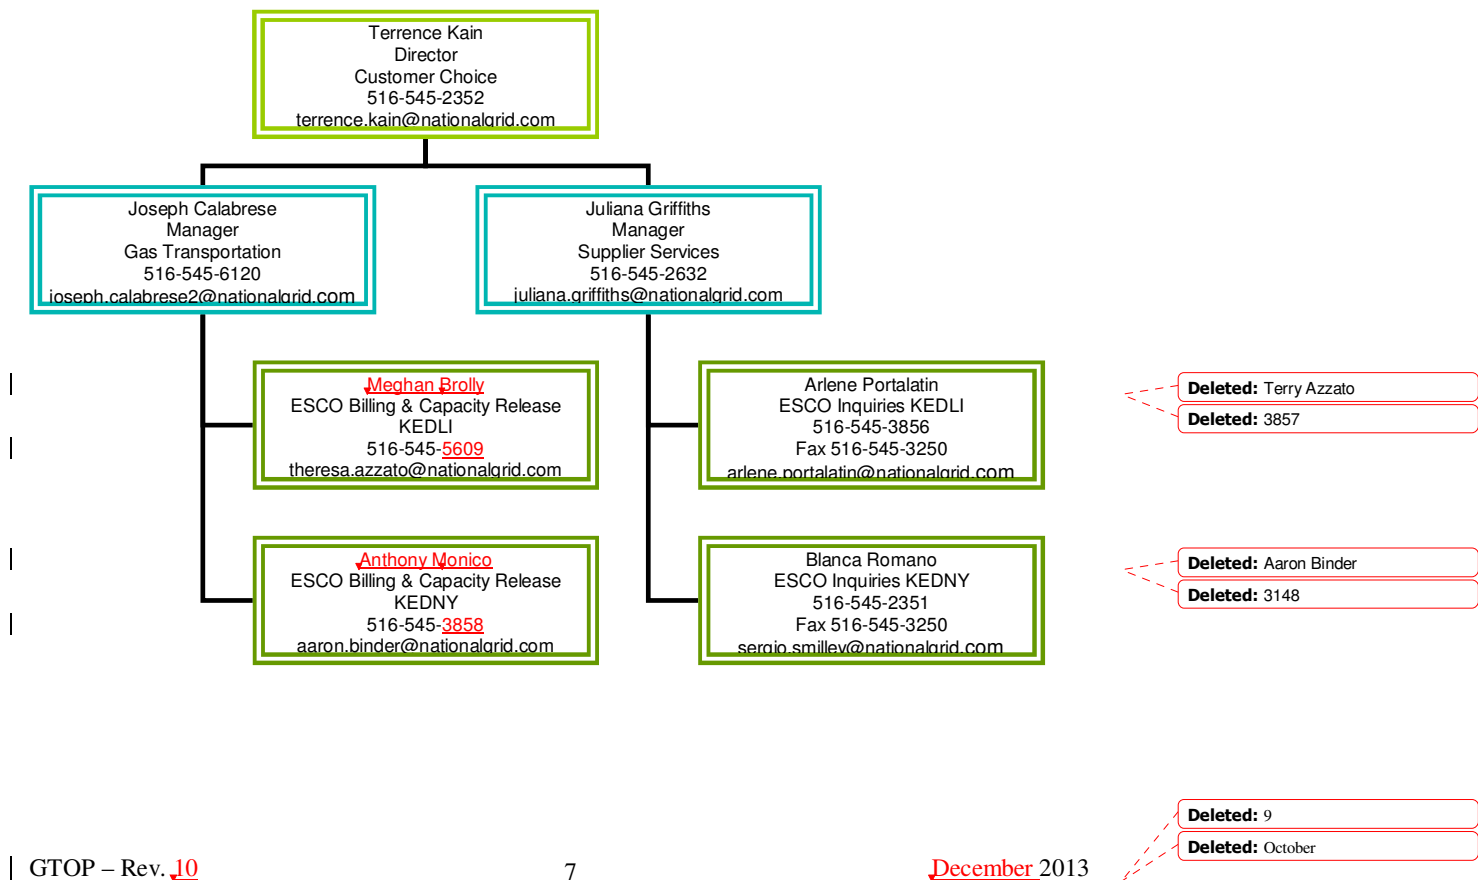 Terrence Kain
Director
Customer Choice
516-545-2352
terrence.kain@nationalgrid.com
Joseph Calabrese
Manager
Gas Transportation
516-545-6120
joseph.calabrese2@nationalgrid.com
Juliana Griffiths
Manager
Supplier Services
516-545-2632
juliana.griffiths@nationalgrid.com
Meghan Brolly
ESCO Billing & Capacity Release
KEDLI
516-545-5609
theresa.azzato@nationalgrid.com
Arlene Portalatin
ESCO Inquiries KEDLI
516-545-3856
Fax 516-545-3250
arlene.portalatin@nationalgrid.com
Deleted: Terry Azzato
Deleted: 3857
Anthony Monico
ESCO Billing & Capacity Release
KEDNY
516-545-3858
aaron.binder@nationalgrid.com
Blanca Romano
ESCO Inquiries KEDNY
516-545-2351
Fax 516-545-3250
sergio.smilley@nationalgrid.com
Deleted: Aaron Binder
Deleted: 3148
Deleted: 9
Deleted: October
GTOP – Rev. 10
7
December 2013